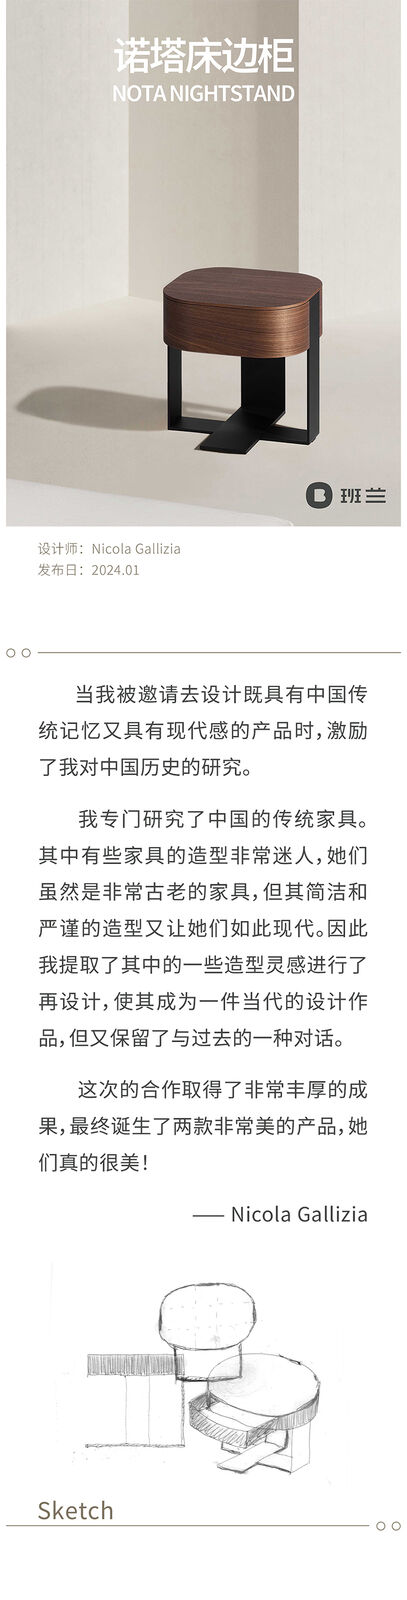 诺塔床边柜
NOTA NIGHTSTAND
班兰
设计师：Nicola Gallizia
发布日：2024.01
当我被邀请去设计既具有中国传
统记忆又具有现代感的产品时，激励
了我对中国历史的研究。
我专门研究了中国的传统家具。
其中有些家具的造型非常迷人，她们
虽然是非常古老的家具，但其简洁和
严谨的造型又让她们如此现代。因此
我提取了其中的一些造型灵感进行了
再设计，使其成为一件当代的设计作
品，但又保留了与过去的一种对话。
这次的合作取得了非常丰厚的成
果，最终诞生了两款非常美的产品，她
们真的很美！
—— Nicola Gallizia
Sketch